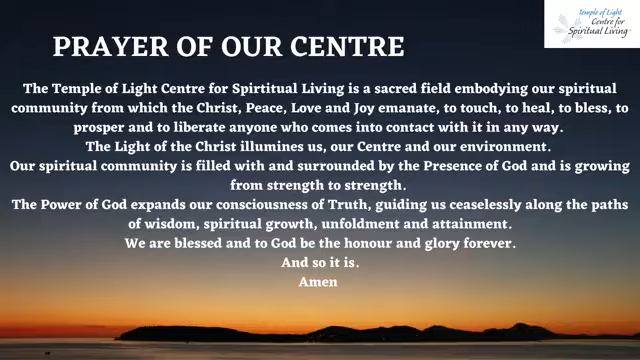 Temple of Light
Centre for
Spiritual Living
PRAYER OF OUR CENTRE
The Temple of Light Centre for Spirtitual Living is a sacred field embodying our spiritual
community from which the Christ, Peace, Love and Joy emanate, to touch, to heal, to bless, to
prosper and to liberate anyone who comes into contact with it in any way.
The Light of the Christ illumines us, our Centre and our environment.
Our spiritual community is filled with and surrounded by the Presence of God and is growing
from strength to strength.
The Power of God expands our consciousness of Truth, guiding us ceaselessly along the paths
of wisdom, spiritual growth, unfoldment and attainment.
We are blessed and to God be the honour and glory forever.
And so it is.
Amen